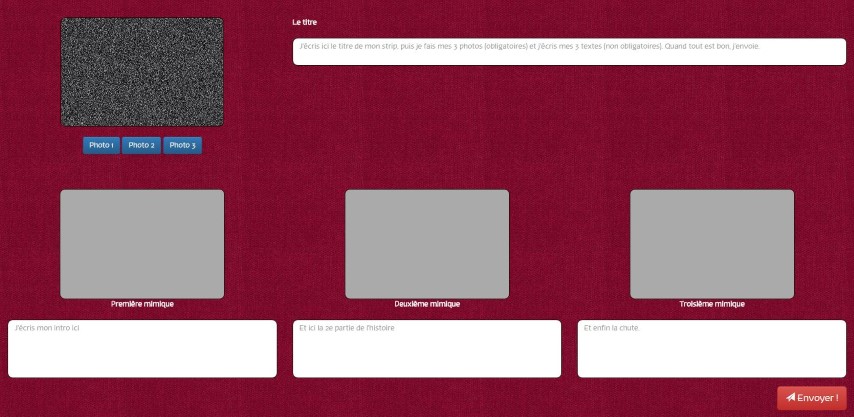 Le titre
J'écris ici le titre de mon strip, puis je fais mes 3 photos (obligatoires) et j'écris mes 3 textes (non obligatoires). Quand tout est bon, j'envoie.
Photo 1 Photo 2 Photo 3
Première mimique Deuxième mimique Troisième mimique
J'écris mon intro ici
Et ici la 2e partie de l'histoire
Et enfin la chute.
Envoyer !